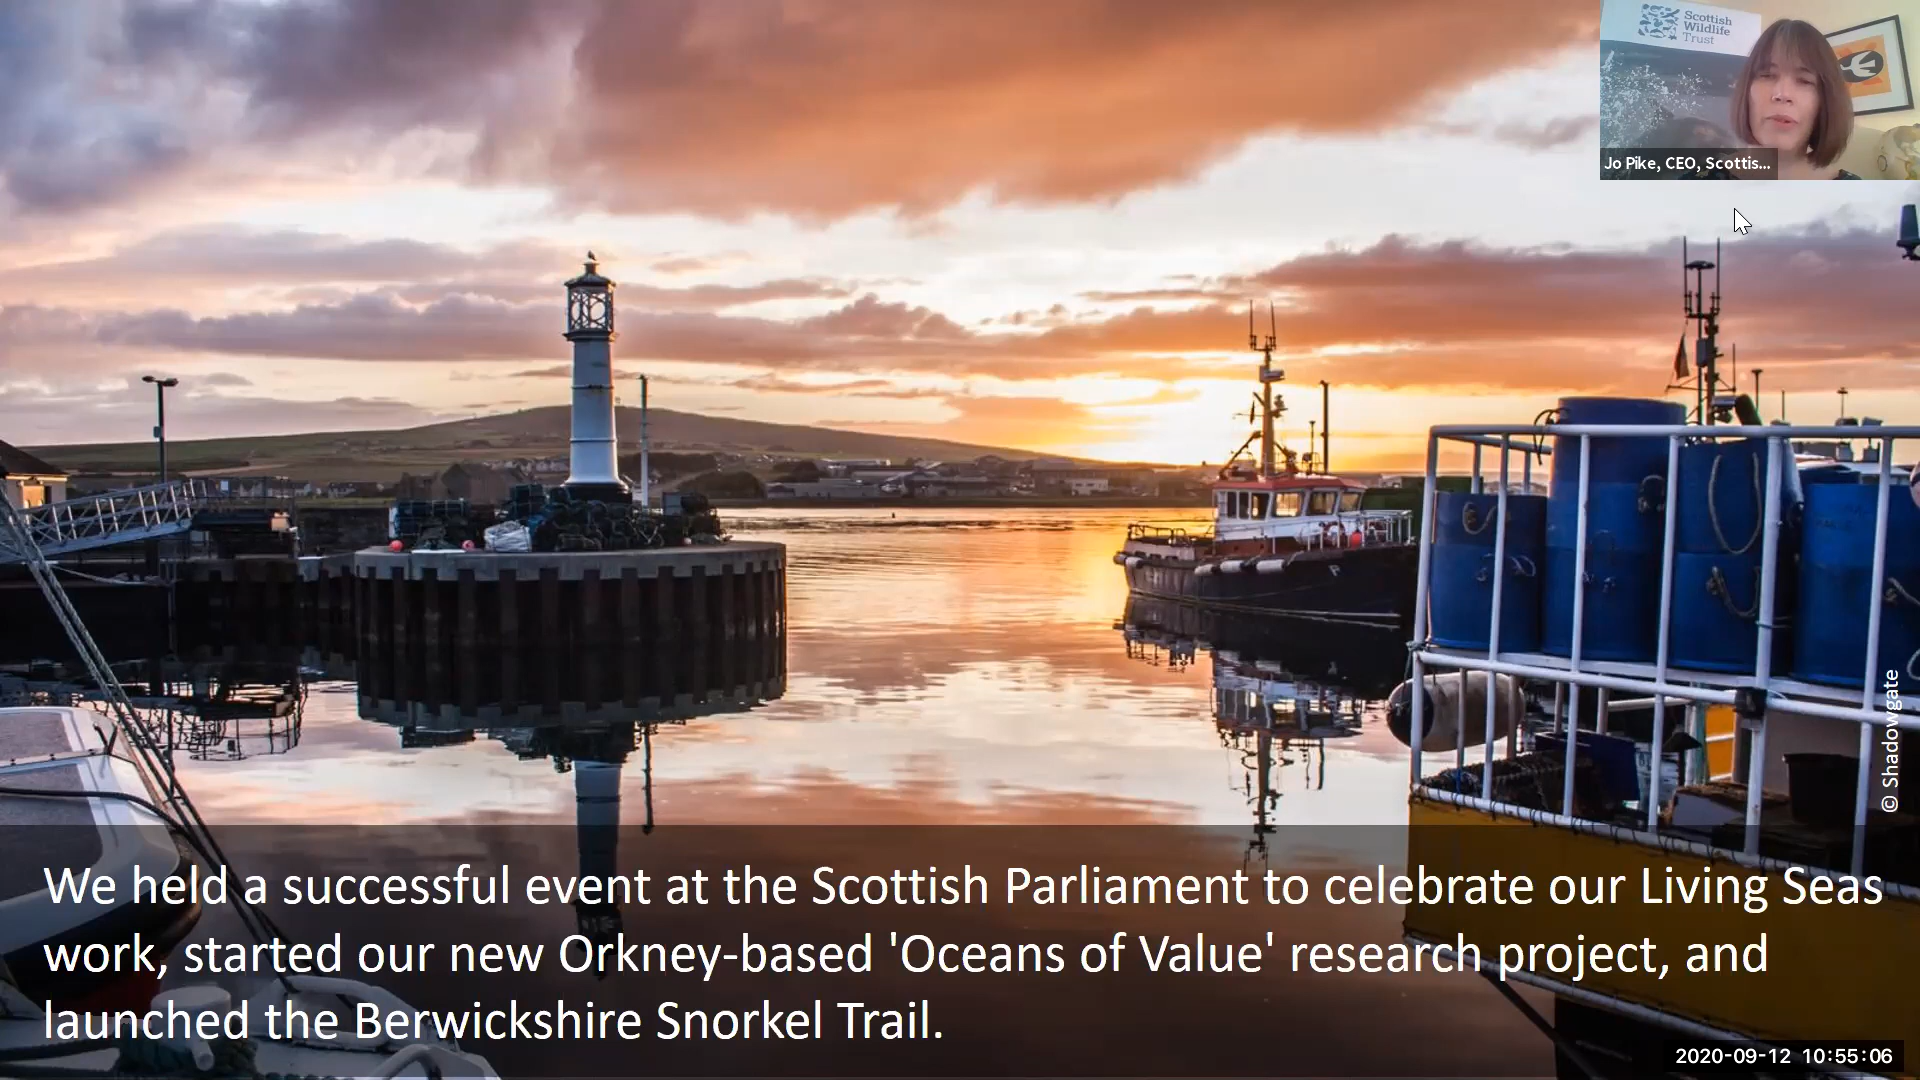 Scottish
Wildlife
Trust
Jo Pike, CEO, Scottis...
© Shadowgate
We held a successful event at the Scottish Parliament to celebrate our Living Seas
work, started our new Orkney-based 'Oceans of Value' research project, and
launched the Berwickshire Snorkel Trail.
2020-09-12 10:55:06